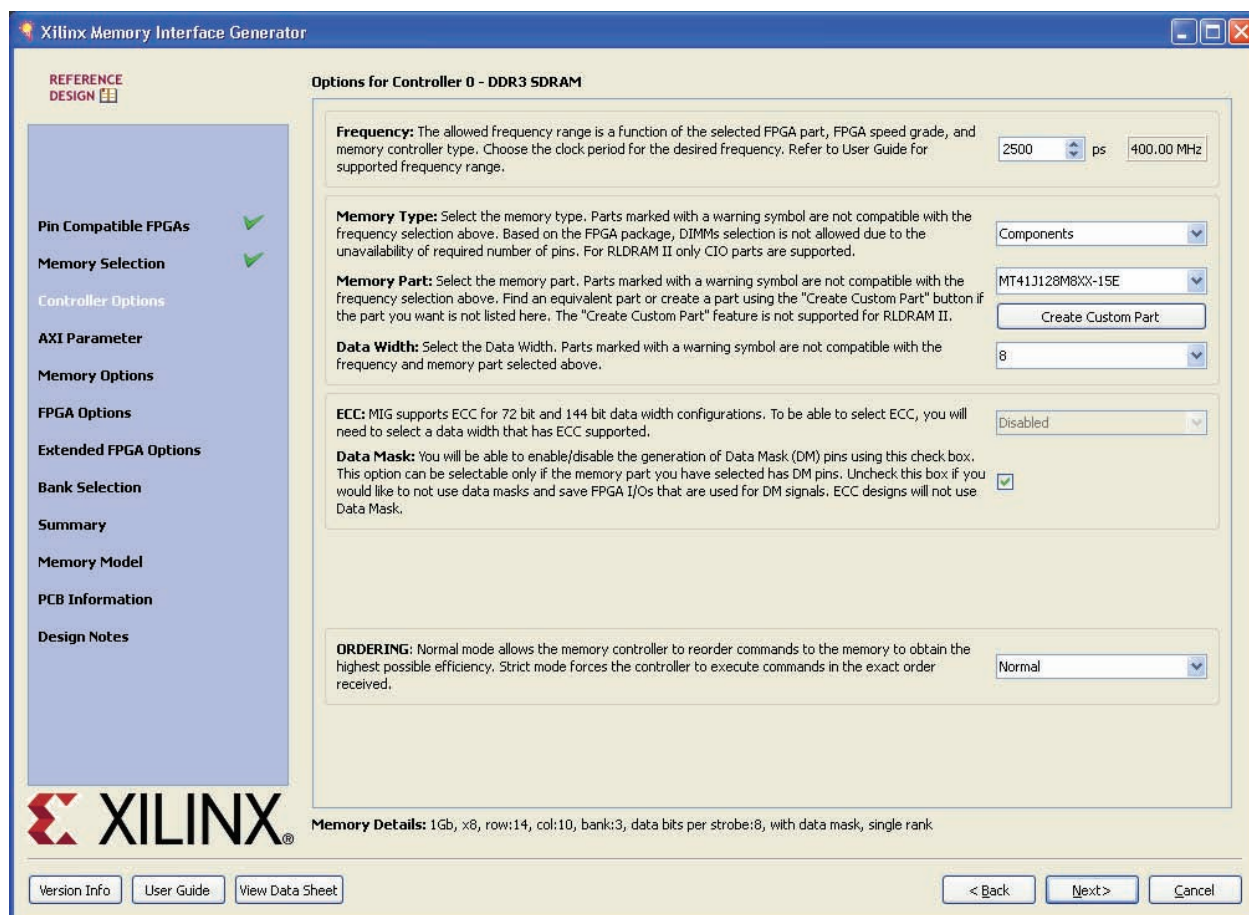 Xilinx Memory Interface Generator
REFERENCE
DESIGN
Pin Compatible FPGAs
Memory Selection
Controller Options
AXI Parameter
Memory Options
FPGA Options
Extended FPGA Options
Bank Selection
Summary
Memory Model
PCB Information
Design Notes
XILINX®
Options for Controller 0 - DDR3 SDRAM
Frequency: The allowed frequency range is a function of the selected FPGA part, FPGA speed grade, and
memory controller type. Choose the clock period for the desired frequency. Refer to User Guide for
supported frequency range.
2500 ps 400.00 MHz
Memory Type: Select the memory type. Parts marked with a warning symbol are not compatible with the
frequency selection above. Based on the FPGA package, DIMMs selection is not allowed due to the
unavailability of required number of pins. For RLDRAM II only CIO parts are supported.
Components
Memory Part: Select the memory part. Parts marked with a warning symbol are not compatible with the
frequency selection above. Find an equivalent part or create a part using the "Create Custom Part" button if
the part you want is not listed here. The "Create Custom Part" feature is not supported for RLDRAM II.
MT41J128M8XX-15E
Create Custom Part
Data Width: Select the Data Width. Parts marked with a warning symbol are not compatible with the
frequency and memory part selected above.
8
ECC: MIG supports ECC for 72 bit and 144 bit data width configurations. To be able to select ECC, you will
need to select a data width that has ECC supported.
Disabled
Data Mask: You will be able to enable/disable the generation of Data Mask (DM) pins using this check box.
This option can be selectable only if the memory part you have selected has DM pins. Uncheck this box if you
would like to not use data masks and save FPGA I/Os that are used for DM signals. ECC designs will not use
Data Mask.
ORDERING: Normal mode allows the memory controller to reorder commands to the memory to obtain the
highest possible efficiency. Strict mode forces the controller to execute commands in the exact order
received.
Normal
Memory Details: 1Gb, x8, row:14, col:10, bank:3, data bits per strobe:8, with data mask, single rank
Version Info User Guide View Data Sheet < Back Next> Cancel